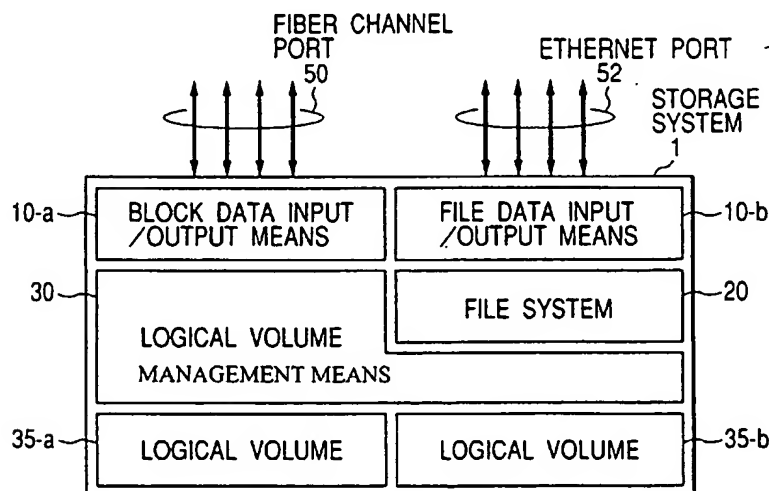 FIBER CHANNEL
PORT
50
ETHERNET PORT
52
STORAGE
SYSTEM
1
10-a
BLOCK DATA INPUT
/OUTPUT MEANS
FILE DATA INPUT
/OUTPUT MEANS
10-b
30
FILE SYSTEM
20
LOGICAL VOLUME
MANAGEMENT MEANS
35-a
LOGICAL VOLUME
LOGICAL VOLUME
35-b